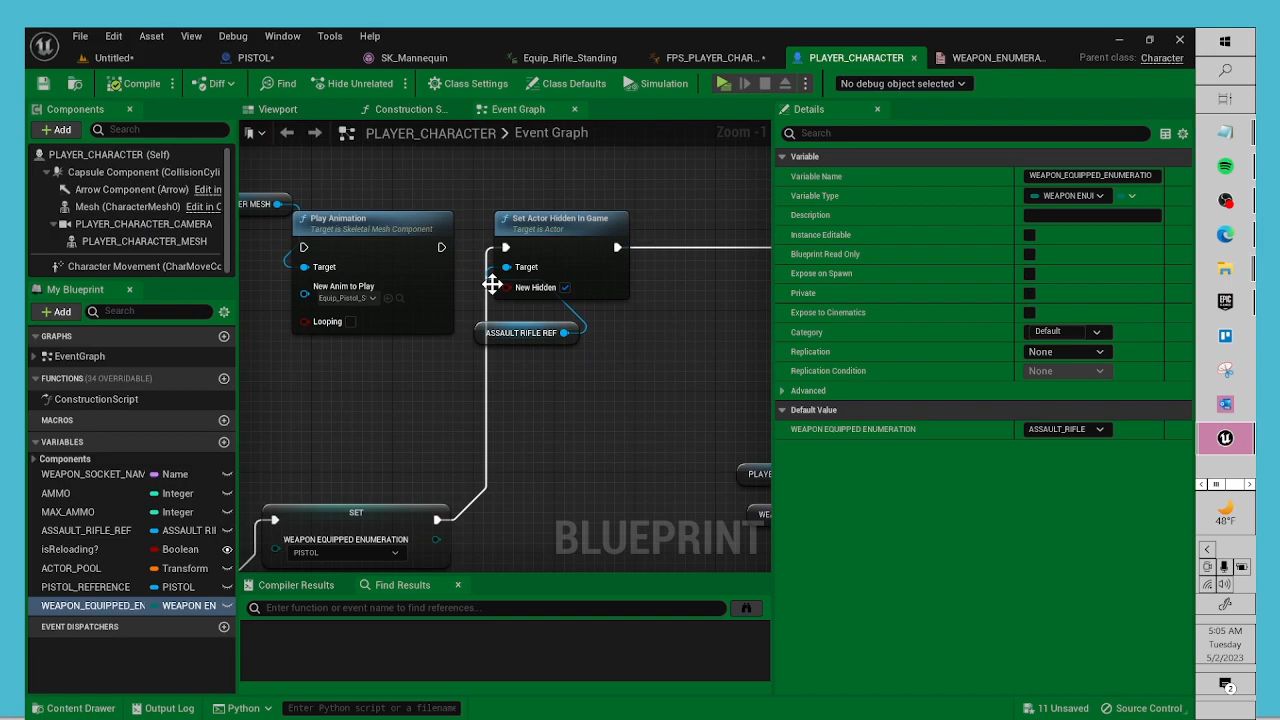 File Edit Asset View Debug Window Tools Help
Untitled* PISTOL* SK_Mannequin Equip_Rifle_Standing FPS_PLAYER_CHAR...* PLAYER_CHARACTER WEAPON_ENUMERA... Parent class: Character
Compile Diff Find Hide Unrelated Class Settings Class Defaults Simulation No debug object selected
Components
Add Search
PLAYER_CHARACTER (Self)
Capsule Component (CollisionCyli
Arrow Component (Arrow) Edit in
Mesh (CharacterMesh0) Edit in C
PLAYER_CHARACTER_CAMERA
PLAYER_CHARACTER_MESH
Character Movement (CharMoveCo
My Blueprint
Add Search
GRAPHS
EventGraph
FUNCTIONS (34 OVERRIDABLE)
ConstructionScript
MACROS
VARIABLES
Components
WEAPON_SOCKET_NAM Name
AMMO Integer
MAX_AMMO Integer
ASSAULT_RIFLE_REF ASSAULT RII
isReloading? Boolean
ACTOR_POOL Transform
PISTOL_REFERENCE PISTOL
WEAPON_EQUIPPED_EN WEAPON EN
EVENT DISPATCHERS
Viewport Construction S... Event Graph
PLAYER_CHARACTER > Event Graph Zoom -1
ER MESH
Play Animation
Target is Skeletal Mesh Component
Target
New Anim to Play
Equip_Pistol_S
Looping
Set Actor Hidden In Game
Target is Actor
Target
New Hidden
ASSAULT RIFLE REF
PLAYE
WEA
SET
WEAPON EQUIPPED ENUMERATION
PISTOL
BLUEPRINT
Compiler Results Find Results
Enter function or event name to find references...
Details
Search
Variable
Variable Name WEAPON_EQUIPPED_ENUMERATIO
Variable Type WEAPON ENUI
Description
Instance Editable
Blueprint Read Only
Expose on Spawn
Private
Expose to Cinematics
Category Default
Replication None
Replication Condition None
Advanced
Default Value
WEAPON EQUIPPED ENUMERATION ASSAULT_RIFLE
Content Drawer Output Log Python Enter Python script or a filename 11 Unsaved Source Control
EPIC GAMES
48°F
5:05 AM
Tuesday
5/2/2023
2